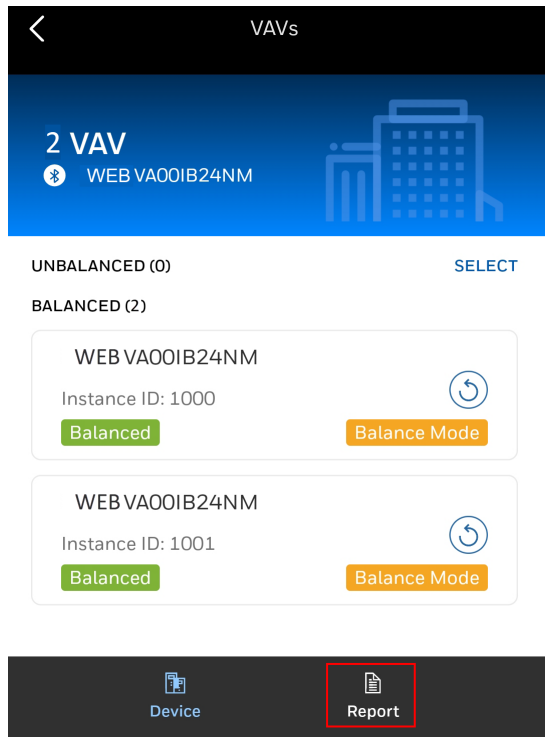 VAVs
2 VAV
WEB VA00IB24NM
UNBALANCED (0)
SELECT
BALANCED (2)
WEB VA00IB24NM
Instance ID: 1000
Balanced
Balance Mode
WEB VA00IB24NM
Instance ID: 1001
Balanced
Balance Mode
Device
Report